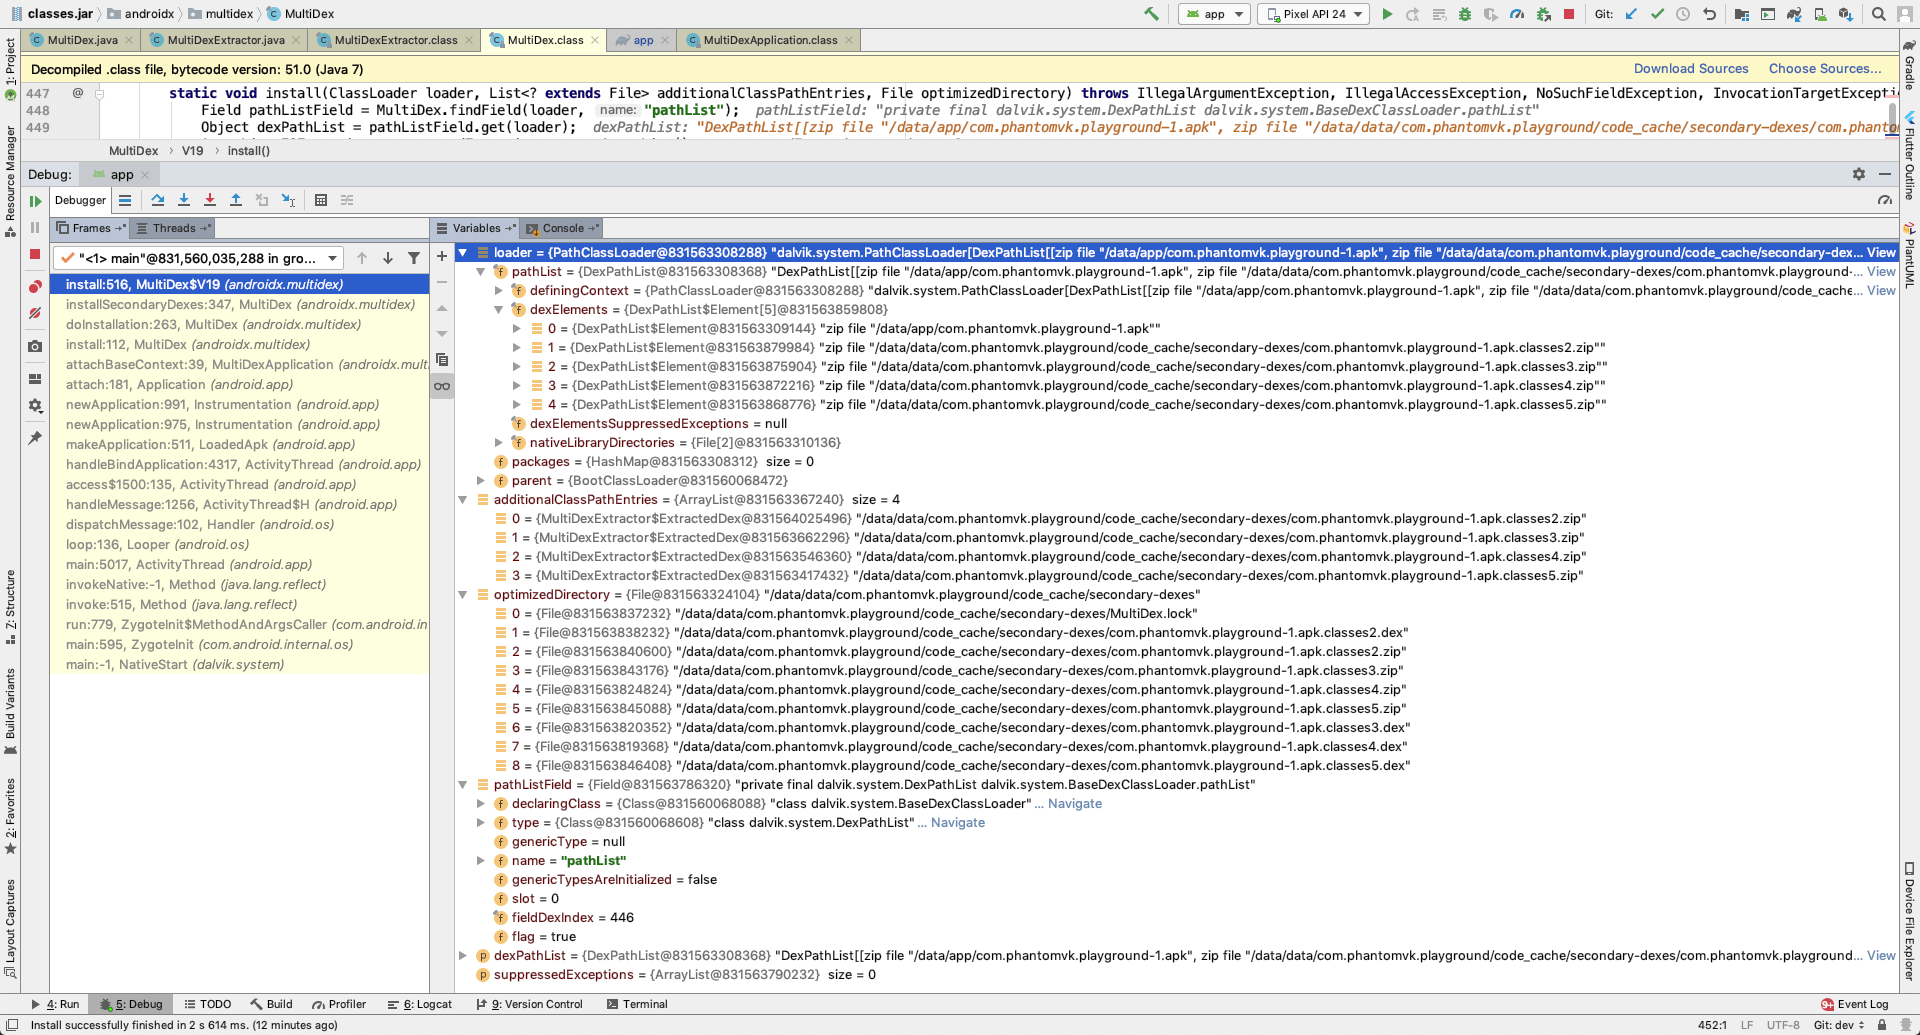 classes.jar › androidx › multidex › MultiDex
app
Pixel API 24
Git:
MultiDex.java
MultiDexExtractor.java
MultiDexExtractor.class
MultiDex.class
app
MultiDexApplication.class
Decompiled .class file, bytecode version: 51.0 (Java 7)
Download Sources
Choose Sources...
447 @ static void install(ClassLoader loader, List<? extends File> additionalClassPathEntries, File optimizedDirectory) throws IllegalArgumentException, IllegalAccessException, NoSuchFieldException, InvocationTargetExcepti
448 Field pathListField = MultiDex.findField(loader, name: "pathList"); pathListField: "private final dalvik.system.DexPathList dalvik.system.BaseDexClassLoader.pathList"
449 Object dexPathList = pathListField.get(loader); dexPathList: "DexPathList[[zip file "/data/app/com.phantomvk.playground-1.apk", zip file "/data/data/com.phantomvk.playground/code_cache/secondary-dexes/com.phanto
MultiDex › V19 › install()
Debug: app
Debugger
Frames
Threads
Variables
Console
"<1> main"@831,560,035,288 in gro...
install:516, MultiDex$V19 (androidx.multidex)
installSecondaryDexes:347, MultiDex (androidx.multidex)
doInstallation:263, MultiDex (androidx.multidex)
install:112, MultiDex (androidx.multidex)
attachBaseContext:39, MultiDexApplication (androidx.mult
attach:181, Application (android.app)
newApplication:991, Instrumentation (android.app)
newApplication:975, Instrumentation (android.app)
makeApplication:511, LoadedApk (android.app)
handleBindApplication:4317, ActivityThread (android.app)
access$1500:135, ActivityThread (android.app)
handleMessage:1256, ActivityThread$H (android.app)
dispatchMessage:102, Handler (android.os)
loop:136, Looper (android.os)
main:5017, ActivityThread (android.app)
invokeNative:-1, Method (java.lang.reflect)
invoke:515, Method (java.lang.reflect)
run:779, ZygoteInit$MethodAndArgsCaller (com.android.in
main:595, ZygoteInit (com.android.internal.os)
main:-1, NativeStart (dalvik.system)
loader = {PathClassLoader@831563308288} "dalvik.system.PathClassLoader[DexPathList[[zip file "/data/app/com.phantomvk.playground-1.apk", zip file "/data/data/com.phantomvk.playground/code_cache/secondary-dex... View
pathList = {DexPathList@831563308368} "DexPathList[[zip file "/data/app/com.phantomvk.playground-1.apk", zip file "/data/data/com.phantomvk.playground/code_cache/secondary-dexes/com.phantomvk.playground-... View
definingContext = {PathClassLoader@831563308288} "dalvik.system.PathClassLoader[DexPathList[[zip file "/data/app/com.phantomvk.playground-1.apk", zip file "/data/data/com.phantomvk.playground/code_cache... View
dexElements = {DexPathList$Element[5]@831563859808}
0 = {DexPathList$Element@831563309144} "zip file "/data/app/com.phantomvk.playground-1.apk""
1 = {DexPathList$Element@831563879984} "zip file "/data/data/com.phantomvk.playground/code_cache/secondary-dexes/com.phantomvk.playground-1.apk.classes2.zip""
2 = {DexPathList$Element@831563875904} "zip file "/data/data/com.phantomvk.playground/code_cache/secondary-dexes/com.phantomvk.playground-1.apk.classes3.zip""
3 = {DexPathList$Element@831563872216} "zip file "/data/data/com.phantomvk.playground/code_cache/secondary-dexes/com.phantomvk.playground-1.apk.classes4.zip""
4 = {DexPathList$Element@831563868776} "zip file "/data/data/com.phantomvk.playground/code_cache/secondary-dexes/com.phantomvk.playground-1.apk.classes5.zip""
dexElementsSuppressedExceptions = null
nativeLibraryDirectories = {File[2]@831563310136}
packages = {HashMap@831563308312} size = 0
parent = {BootClassLoader@831560068472}
additionalClassPathEntries = {ArrayList@831563367240} size = 4
0 = {MultiDexExtractor$ExtractedDex@831564025496} "/data/data/com.phantomvk.playground/code_cache/secondary-dexes/com.phantomvk.playground-1.apk.classes2.zip"
1 = {MultiDexExtractor$ExtractedDex@831563662296} "/data/data/com.phantomvk.playground/code_cache/secondary-dexes/com.phantomvk.playground-1.apk.classes3.zip"
2 = {MultiDexExtractor$ExtractedDex@831563546360} "/data/data/com.phantomvk.playground/code_cache/secondary-dexes/com.phantomvk.playground-1.apk.classes4.zip"
3 = {MultiDexExtractor$ExtractedDex@831563417432} "/data/data/com.phantomvk.playground/code_cache/secondary-dexes/com.phantomvk.playground-1.apk.classes5.zip"
optimizedDirectory = {File@831563324104} "/data/data/com.phantomvk.playground/code_cache/secondary-dexes"
0 = {File@831563837232} "/data/data/com.phantomvk.playground/code_cache/secondary-dexes/MultiDex.lock"
1 = {File@831563838232} "/data/data/com.phantomvk.playground/code_cache/secondary-dexes/com.phantomvk.playground-1.apk.classes2.dex"
2 = {File@831563840600} "/data/data/com.phantomvk.playground/code_cache/secondary-dexes/com.phantomvk.playground-1.apk.classes2.zip"
3 = {File@831563843176} "/data/data/com.phantomvk.playground/code_cache/secondary-dexes/com.phantomvk.playground-1.apk.classes3.zip"
4 = {File@831563824824} "/data/data/com.phantomvk.playground/code_cache/secondary-dexes/com.phantomvk.playground-1.apk.classes4.zip"
5 = {File@831563845088} "/data/data/com.phantomvk.playground/code_cache/secondary-dexes/com.phantomvk.playground-1.apk.classes5.zip"
6 = {File@831563820352} "/data/data/com.phantomvk.playground/code_cache/secondary-dexes/com.phantomvk.playground-1.apk.classes3.dex"
7 = {File@831563819368} "/data/data/com.phantomvk.playground/code_cache/secondary-dexes/com.phantomvk.playground-1.apk.classes4.dex"
8 = {File@831563846408} "/data/data/com.phantomvk.playground/code_cache/secondary-dexes/com.phantomvk.playground-1.apk.classes5.dex"
pathListField = {Field@831563786320} "private final dalvik.system.DexPathList dalvik.system.BaseDexClassLoader.pathList"
declaringClass = {Class@831560068088} "class dalvik.system.BaseDexClassLoader" ... Navigate
type = {Class@831560068608} "class dalvik.system.DexPathList" ... Navigate
genericType = null
name = "pathList"
genericTypesAreInitialized = false
slot = 0
fieldDexIndex = 446
flag = true
dexPathList = {DexPathList@831563308368} "DexPathList[[zip file "/data/app/com.phantomvk.playground-1.apk", zip file "/data/data/com.phantomvk.playground/code_cache/secondary-dexes/com.phantomvk.playground... View
suppressedExceptions = {ArrayList@831563790232} size = 0
1: Project
Resource Manager
Z: Structure
Build Variants
2: Favorites
Layout Captures
Gradle
Flutter Outline
PlantUML
Device File Explorer
4: Run
5: Debug
TODO
Build
Profiler
6: Logcat
9: Version Control
Terminal
9+ Event Log
Install successfully finished in 2 s 614 ms. (12 minutes ago)
452:1 LF UTF-8 Git: dev